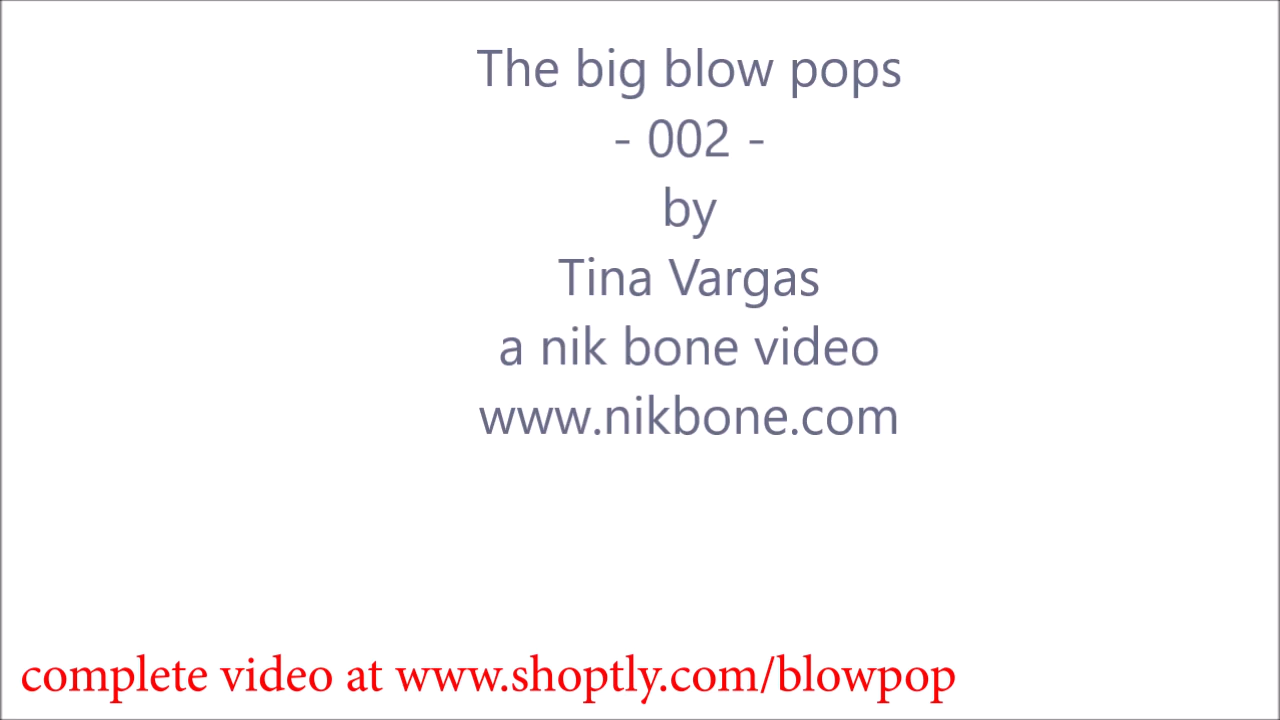 The big blow pops
- 002 -
by
Tina Vargas
a nik bone video
www.nikbone.com
complete video at www.shoptly.com/blowpop